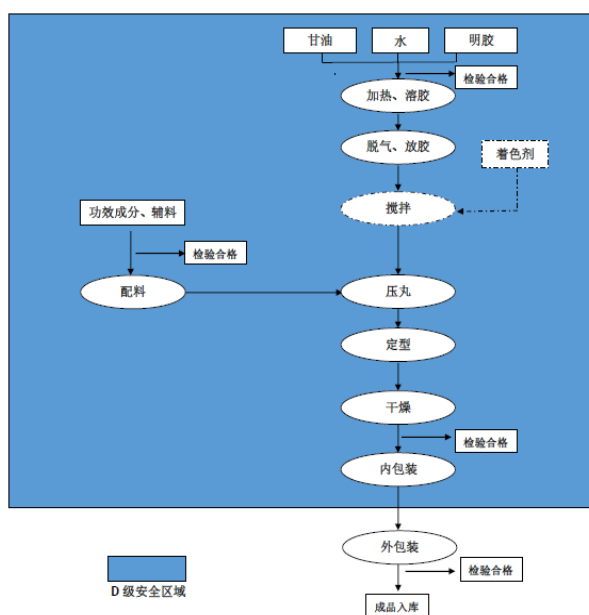 甘油
水
明胶
检验合格
加热、溶胶
脱气、放胶
着色剂
搅拌
功效成分、辅料
检验合格
配料
压丸
定型
干燥
检验合格
内包装
外包装
D 级安全区域
检验合格
成品入库